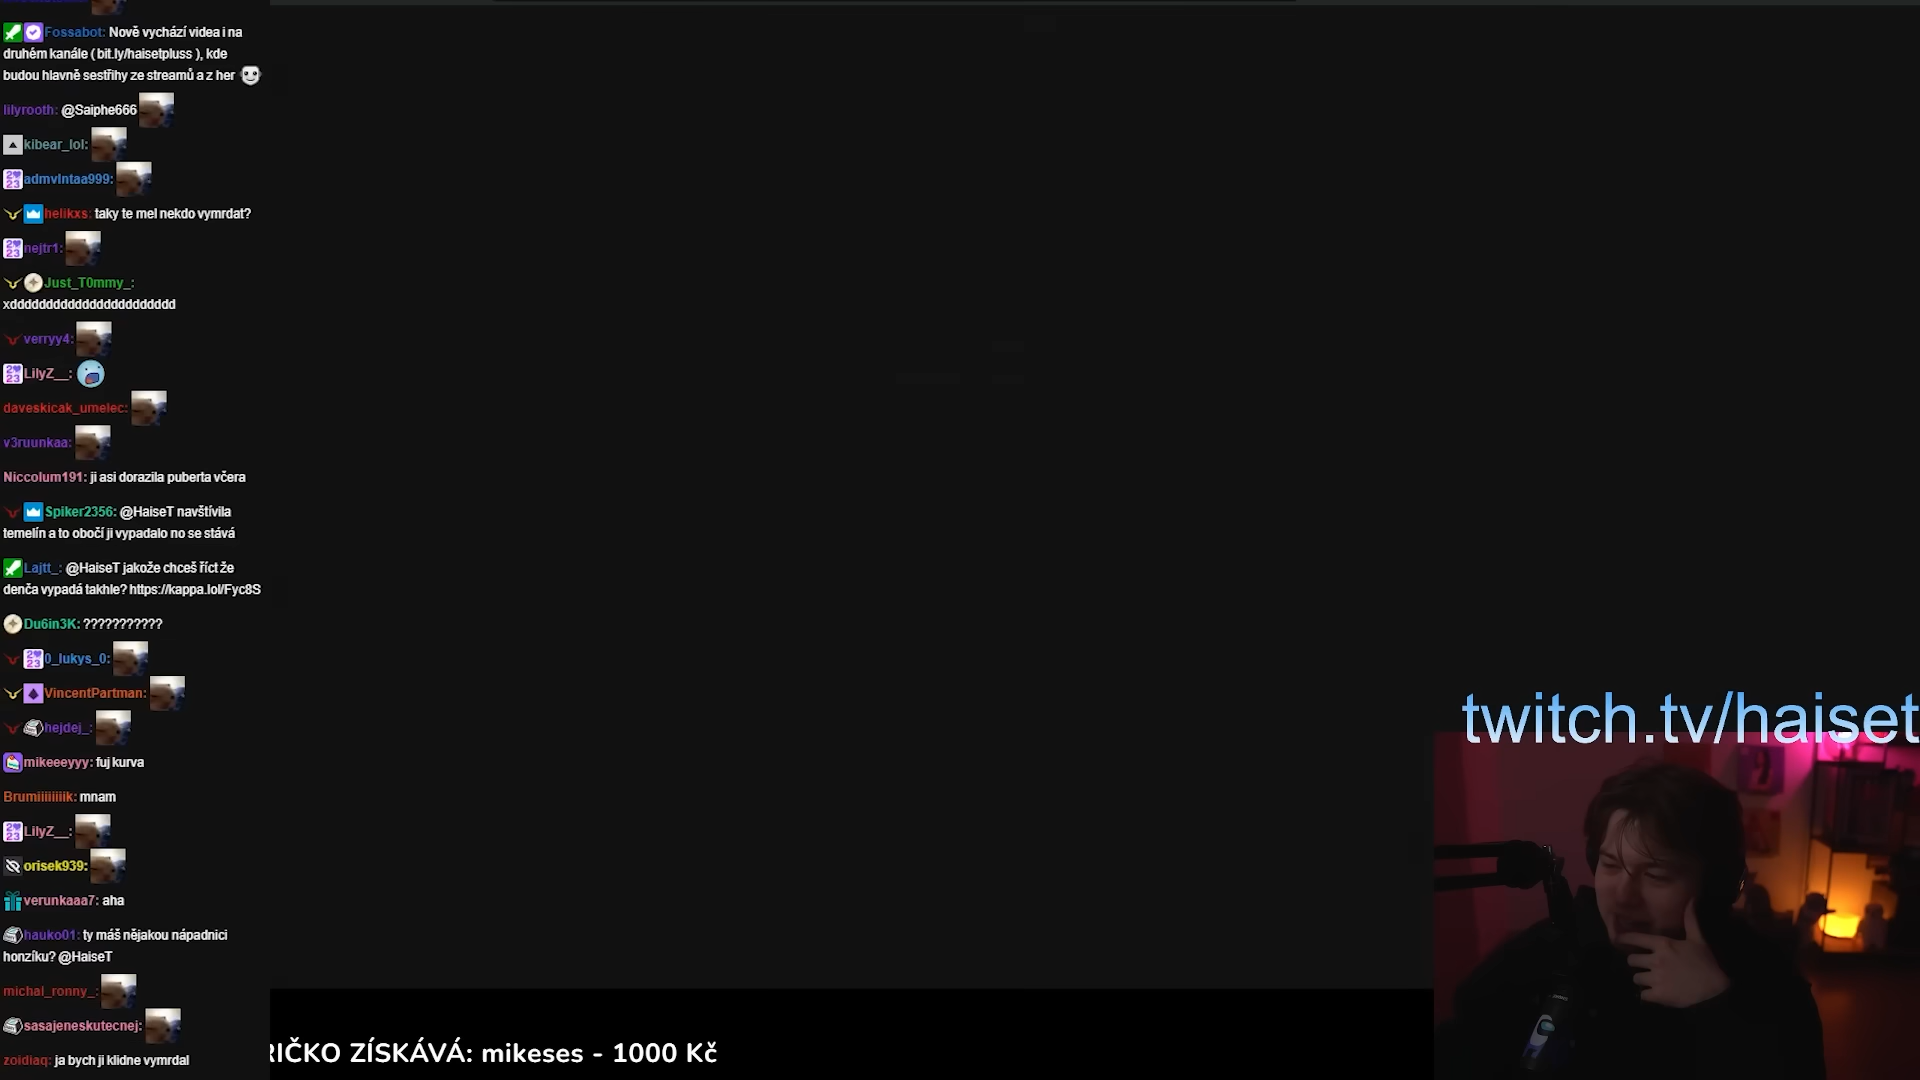 Fossabot: Nově vychází videa i na
druhém kanále ( bit.ly/haisetpluss ), kde
budou hlavně sestřihy ze streamů a z her
lilyrooth: @Saiphe666
kibear_lol:
admvlntaa999:
helikxs: taky te mel nekdo vymrdat?
nejtr1:
Just_T0mmy_:
xddddddddddddddddddddddd
verryy4:
LilyZ__:
daveskicak_umelec:
v3ruunkaa:
Niccolum191: ji asi dorazila puberta včera
Spiker2356: @HaiseT navštívila
temelín a to obočí ji vypadalo no se stává
Lajtt_: @HaiseT jakože chceš říct že
denča vypadá takhle? https://kappa.lol/Fyc8S
Du6in3K: ???????????
0_lukys_0:
VincentPartman:
hejdej_:
mikeeeyyy: fuj kurva
Brumiiiiiiiik: mnam
LilyZ__:
orisek939:
verunkaaa7: aha
hauko01: ty máš nějakou nápadnici
honzíku? @HaiseT
michal_ronny_:
sasajeneskutecnej:
zoidiaq: ja bych ji klidne vymrdal
twitch.tv/haiset
RIČKO ZÍSKÁVÁ: mikeses - 1000 Kč